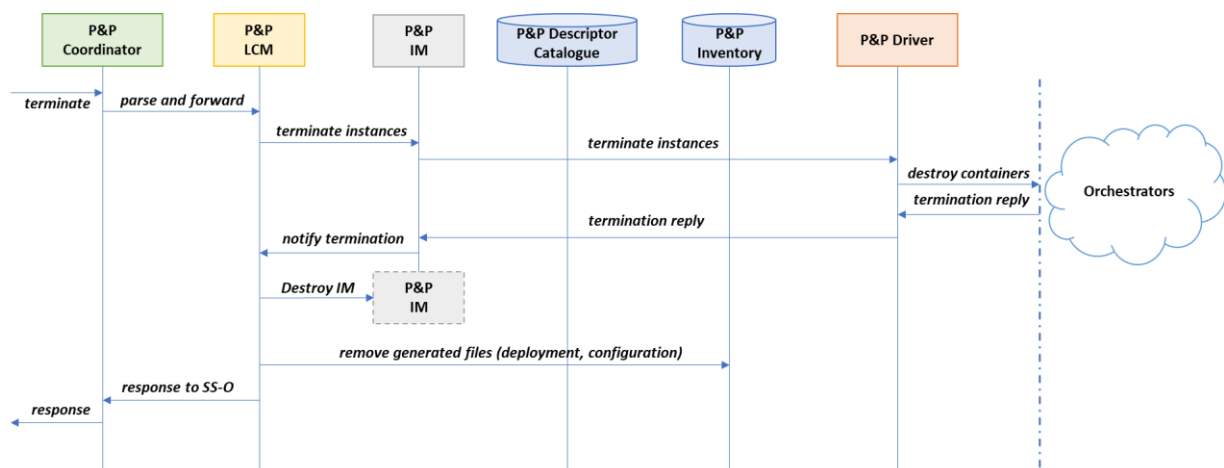 P&P
Coordinator
P&P
LCM
P&P
IM
P&P Descriptor
Catalogue
P&P
Inventory
P&P Driver
terminate
parse and forward
terminate instances
terminate instances
destroy containers
Orchestrators
termination reply
termination reply
notify termination
Destroy IM
P&P
IM
remove generated files (deployment, configuration)
response to SS-O
response